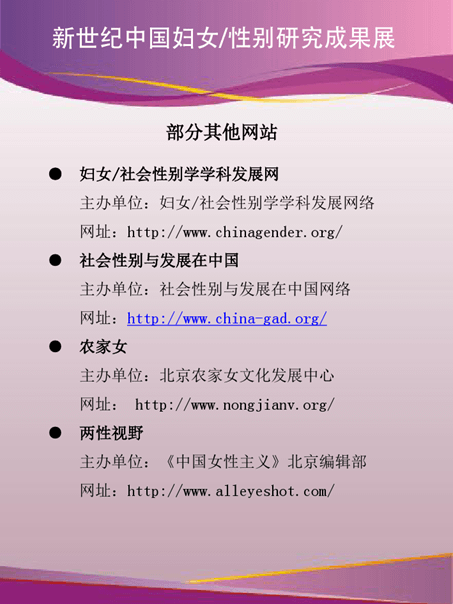 新世纪中国妇女/性别研究成果展
部分其他网站
● 妇女/社会性别学学科发展网
主办单位：妇女/社会性别学学科发展网络
网址：http://www.chinagender.org/
● 社会性别与发展在中国
主办单位：社会性别与发展在中国网络
网址：http://www.china-gad.org/
● 农家女
主办单位：北京农家女文化发展中心
网址： http://www.nongjianv.org/
● 两性视野
主办单位：《中国女性主义》北京编辑部
网址：http://www.alleyeshot.com/